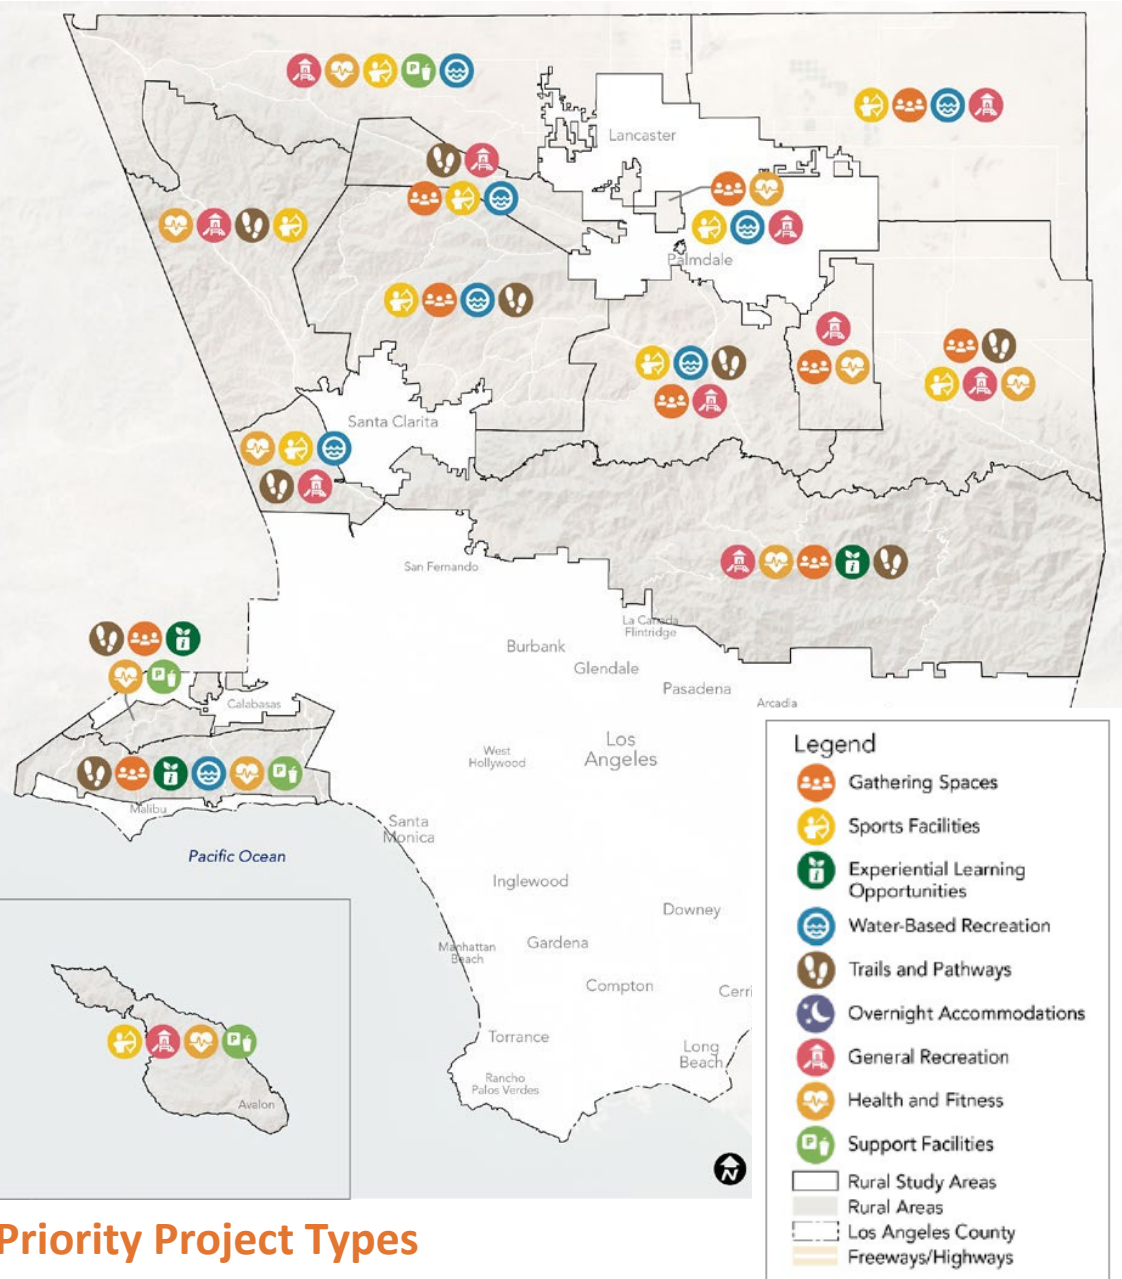 Lancaster
Palmdale
Santa Clarita
San Fernando
La Cañada
Flintridge
Burbank
Glendale
Pasadena
Arcadia
Calabasas
West
Hollywood
Los
Angeles
Malibu
Santa
Monica
Pacific Ocean
Inglewood
Downey
Manhattan
Beach
Gardena
Compton
Cerri
Torrance
Long
Beach
Rancho
Palos Verdes
Avalon
N
Legend
Gathering Spaces
Sports Facilities
Experiential Learning
Opportunities
Water-Based Recreation
Trails and Pathways
Overnight Accommodations
General Recreation
Health and Fitness
Support Facilities
Rural Study Areas
Rural Areas
Los Angeles County
Freeways/Highways
Priority Project Types